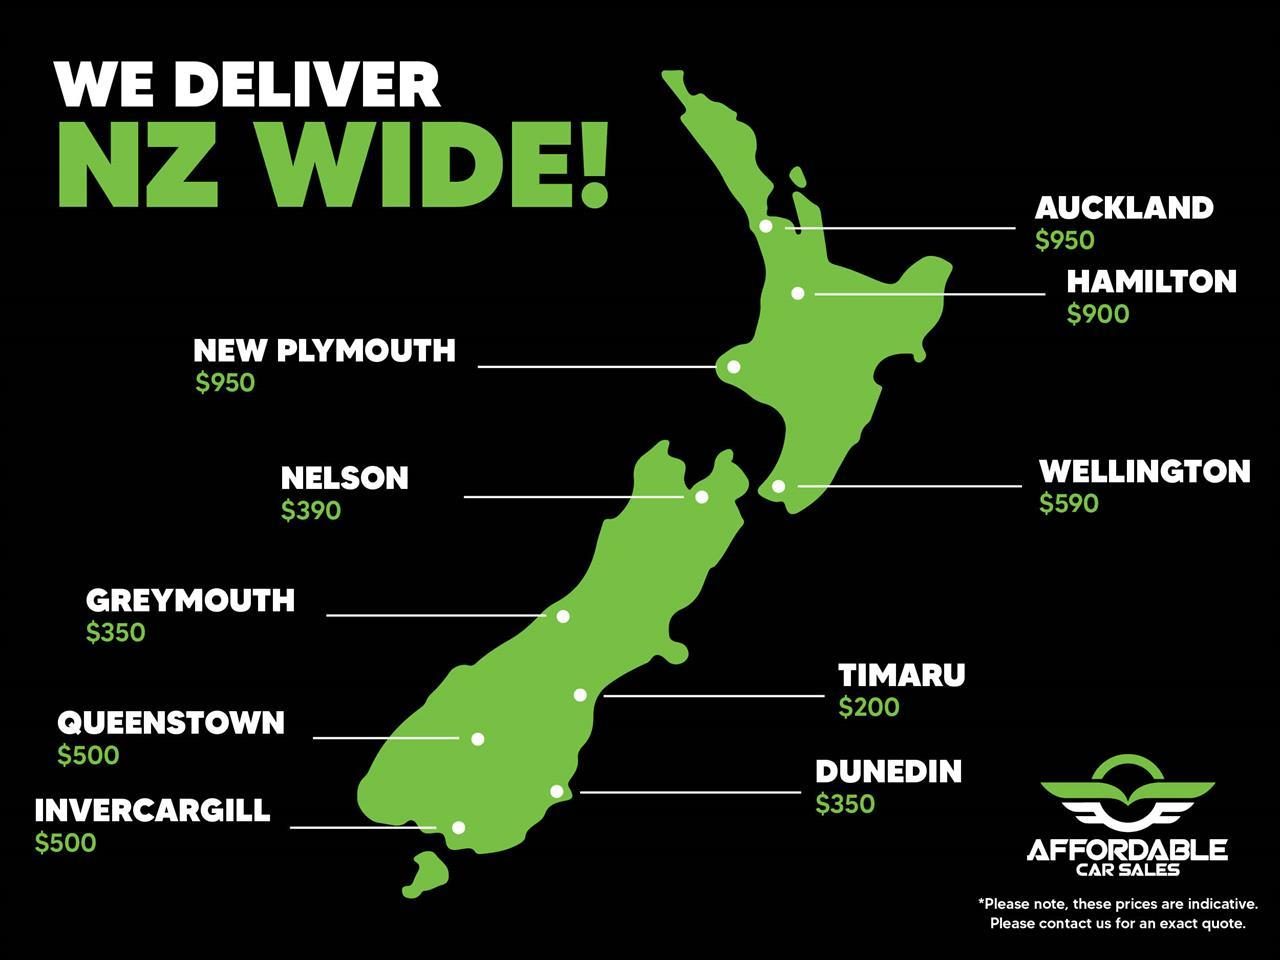 WE DELIVER
NZ WIDE!
AUCKLAND
$950
HAMILTON
$900
NEW PLYMOUTH
$950
NELSON
$390
WELLINGTON
$590
GREYMOUTH
$350
TIMARU
$200
QUEENSTOWN
$500
DUNEDIN
$350
INVERCARGILL
$500
AFFORDABLE
CAR SALES
*Please note, these prices are indicative.
Please contact us for an exact quote.